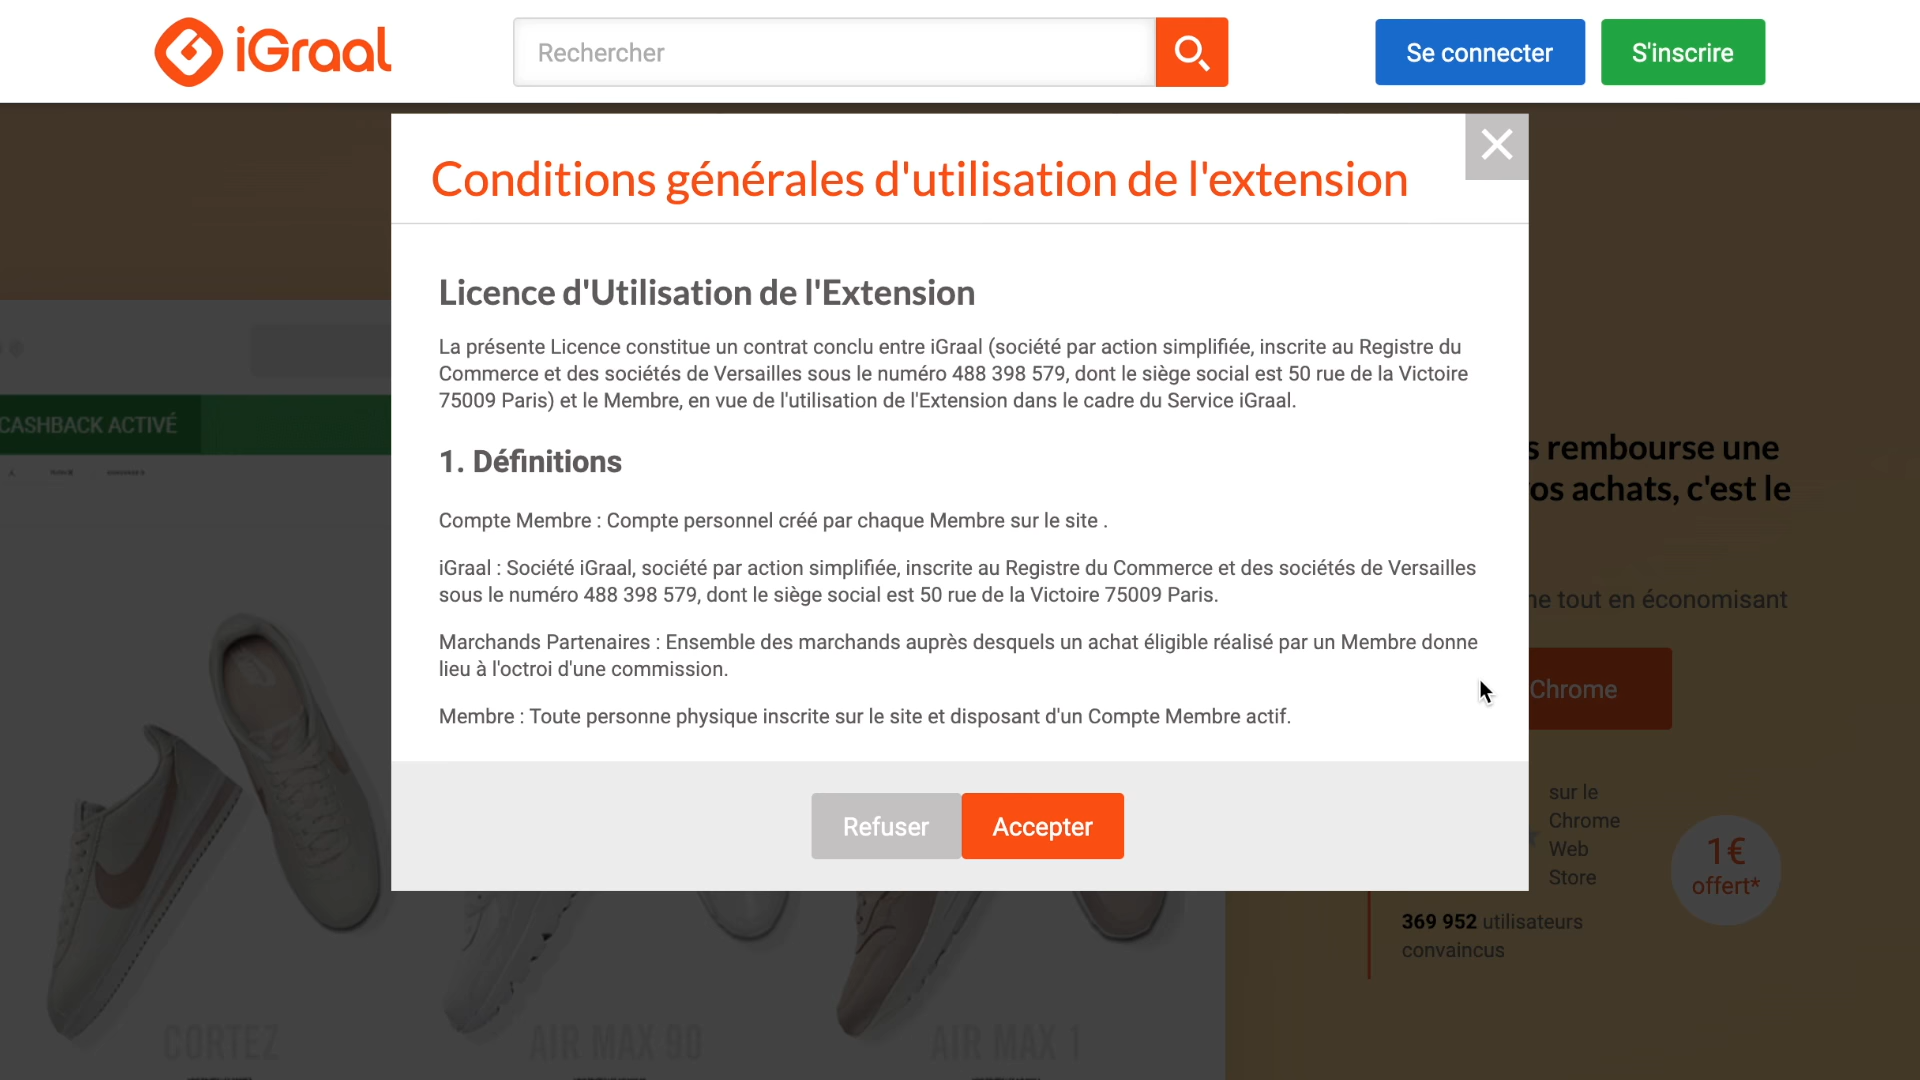 iGraal
Rechercher
Se connecter
S'inscrire
Conditions générales d'utilisation de l'extension
Licence d'Utilisation de l'Extension
La présente Licence constitue un contrat conclu entre iGraal (société par action simplifiée, inscrite au Registre du
Commerce et des sociétés de Versailles sous le numéro 488 398 579, dont le siège social est 50 rue de la Victoire
75009 Paris) et le Membre, en vue de l'utilisation de l'Extension dans le cadre du Service iGraal.
1. Définitions
Compte Membre : Compte personnel créé par chaque Membre sur le site .
iGraal : Société iGraal, société par action simplifiée, inscrite au Registre du Commerce et des sociétés de Versailles
sous le numéro 488 398 579, dont le siège social est 50 rue de la Victoire 75009 Paris.
Marchands Partenaires : Ensemble des marchands auprès desquels un achat éligible réalisé par un Membre donne
lieu à l'octroi d'une commission.
Membre : Toute personne physique inscrite sur le site et disposant d'un Compte Membre actif.
Refuser
Accepter
CASHBACK ACTIVÉ
rembourse une
os achats, c'est le
tout en économisant
Chrome
sur le
Chrome
Web
Store
1€
offert*
369 952 utilisateurs
convaincus
CORTEZ
AIR MAX 90
AIR MAX 1